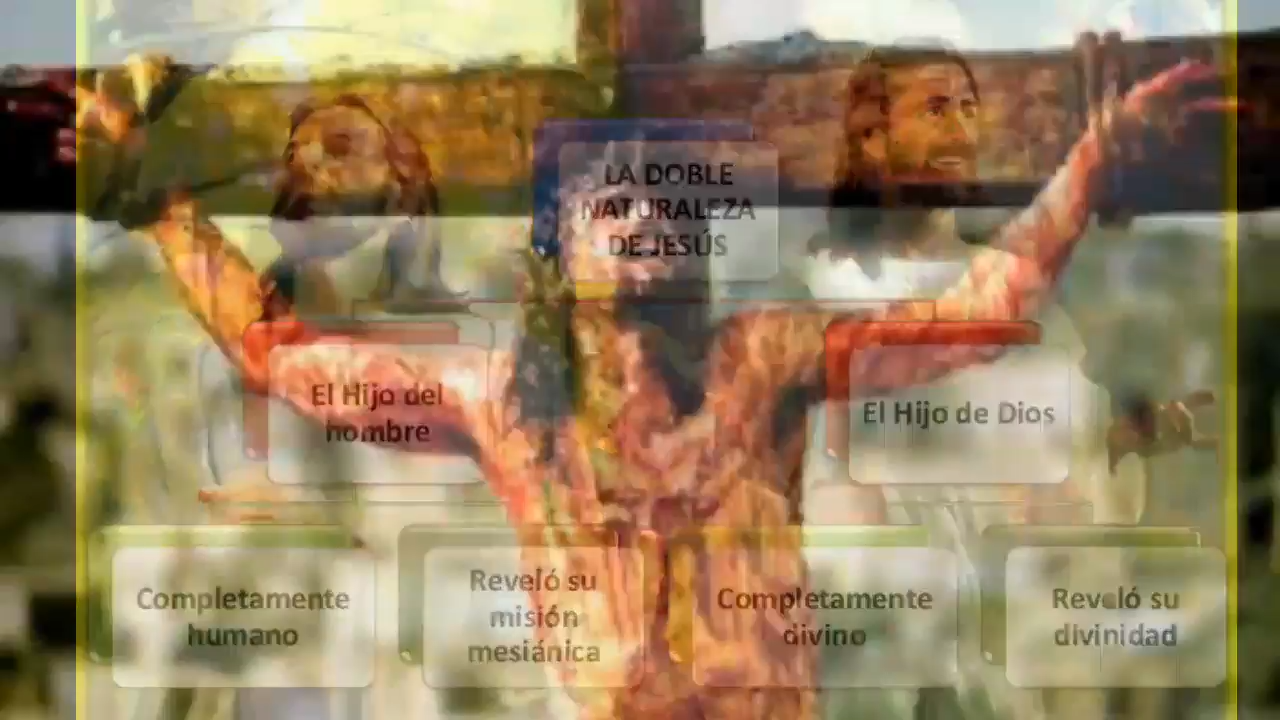 LA DOBLE
NATURALEZA
DE JESÚS
El Hijo del
hombre
El Hijo de Dios
Completamente
humano
Reveló su
misión
mesiánica
Completamente
divino
Reveló su
divinidad